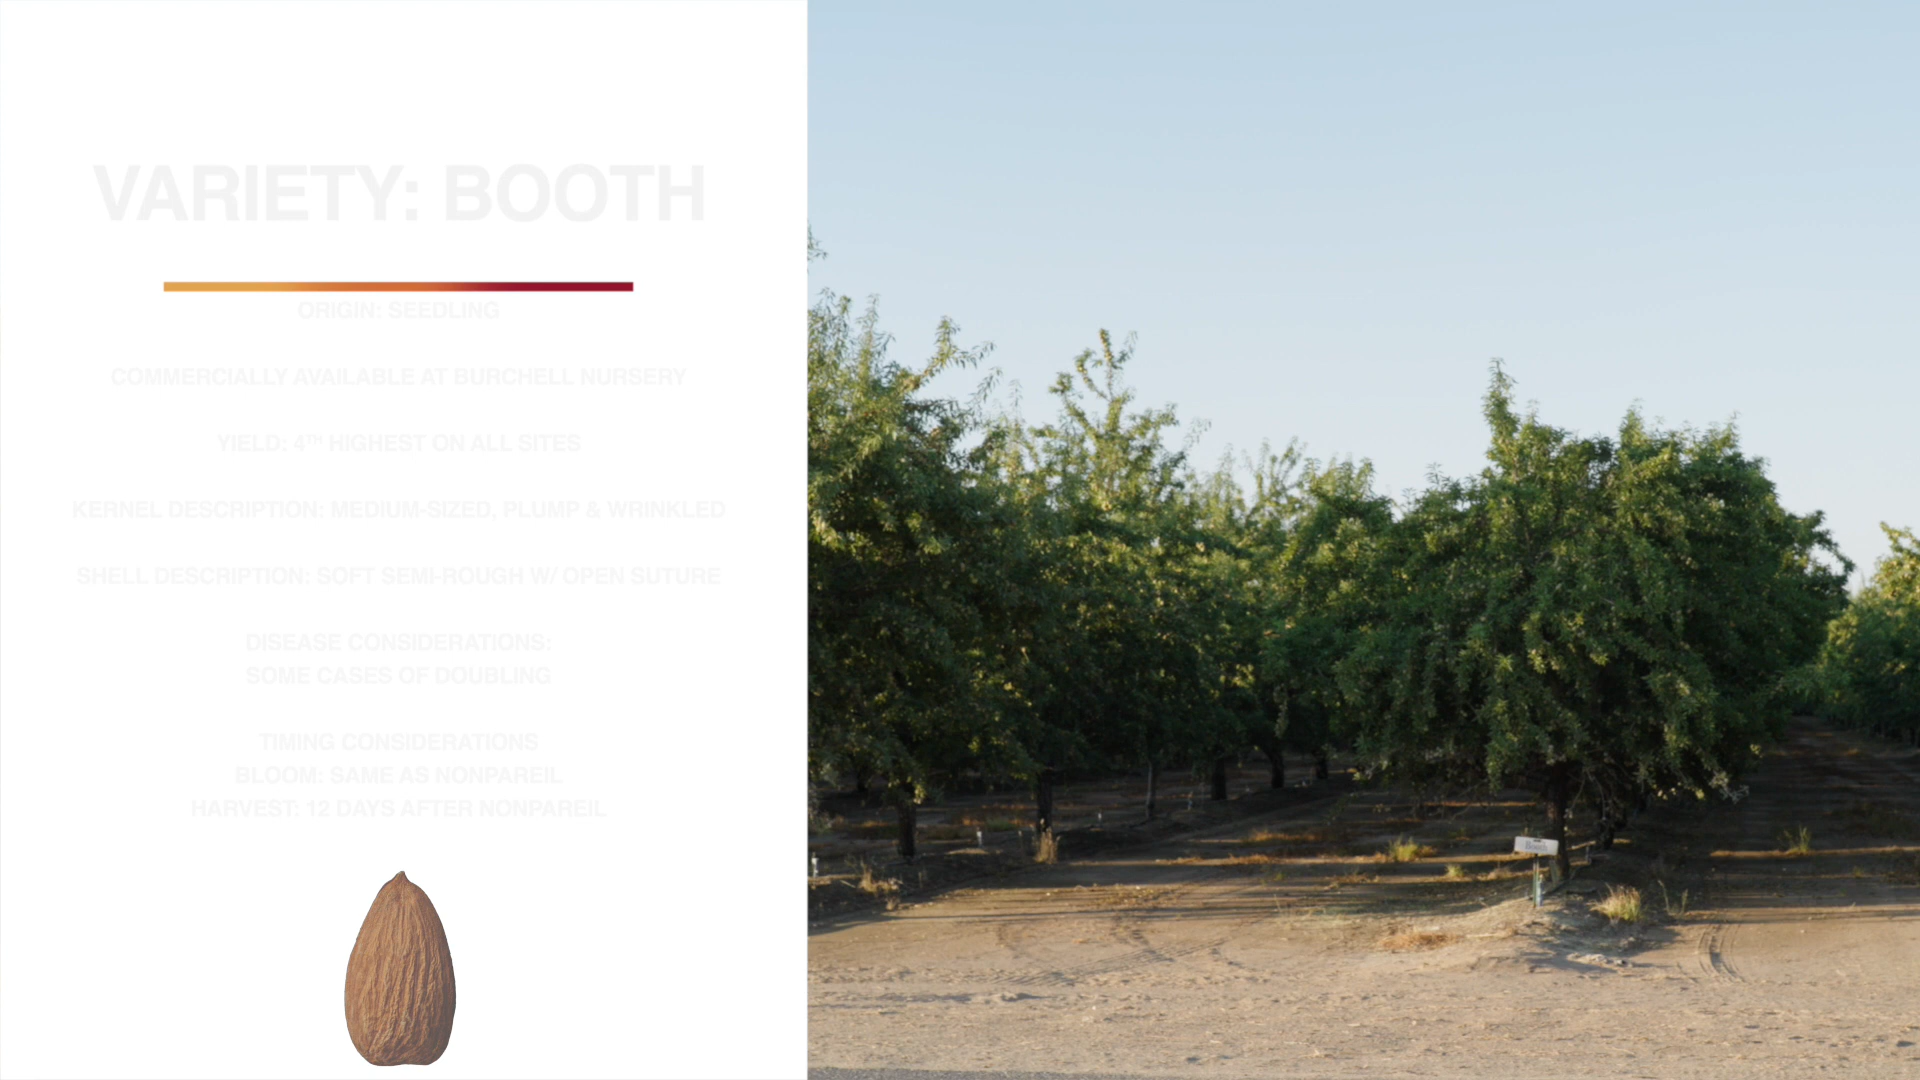 VARIETY: BOOTH
ORIGIN: SEEDLING
COMMERCIALLY AVAILABLE AT BURCHELL NURSERY
YIELD: 4TH HIGHEST ON ALL SITES
KERNEL DESCRIPTION: MEDIUM-SIZED, PLUMP & WRINKLED
SHELL DESCRIPTION: SOFT SEMI-ROUGH W/ OPEN SUTURE
DISEASE CONSIDERATIONS:
SOME CASES OF DOUBLING
TIMING CONSIDERATIONS
BLOOM: SAME AS NONPAREIL
HARVEST: 12 DAYS AFTER NONPAREIL
Booth